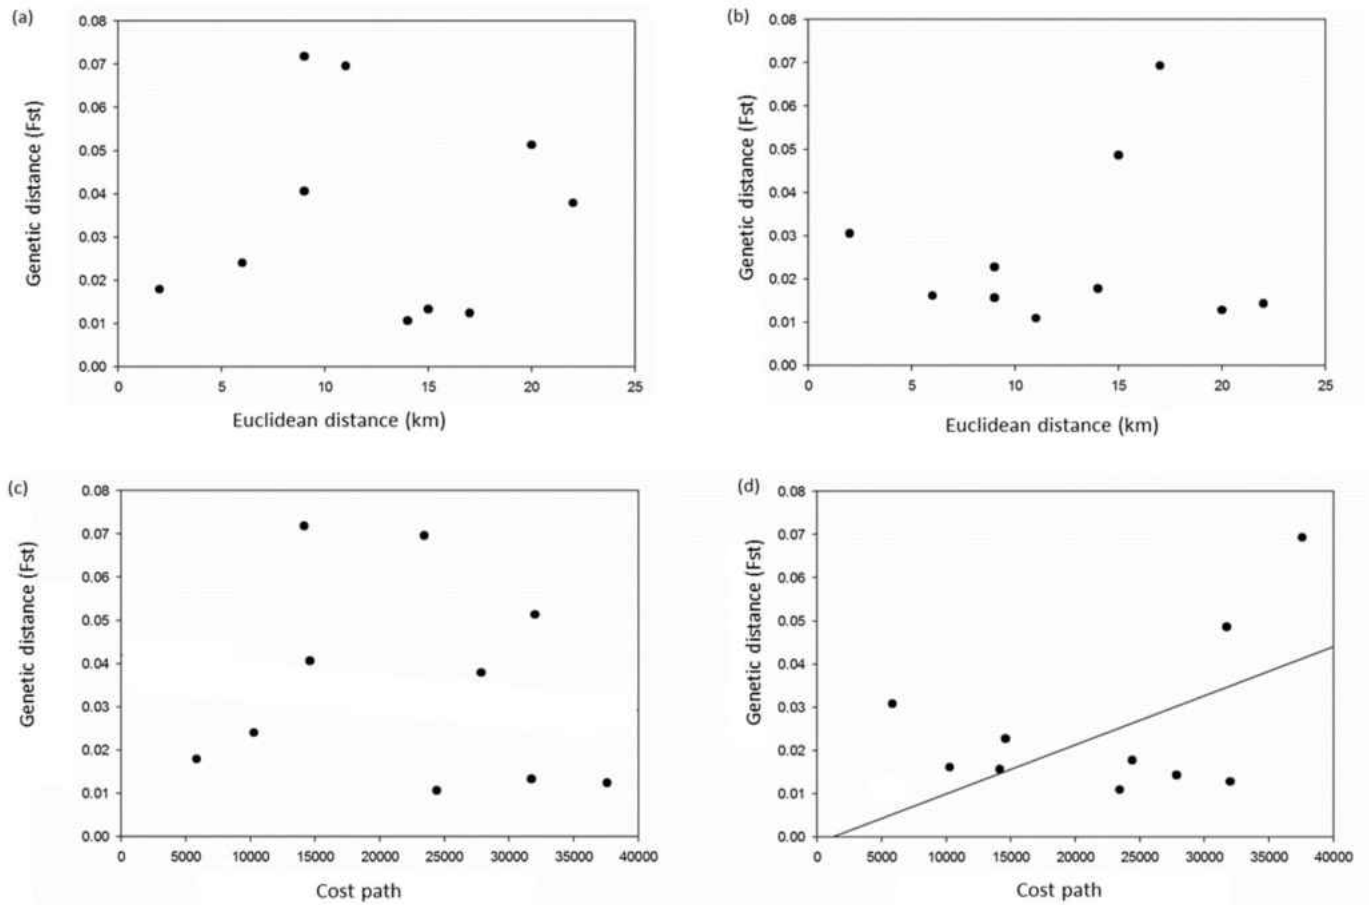 (a)
0.08
0.07
0.06
0.05
0.04
0.03
0.02
0.01
0.00
Genetic distance (Fst)
0 5 10 15 20 25
Euclidean distance (km)
(b)
0.08
0.07
0.06
0.05
0.04
0.03
0.02
0.01
0.00
Genetic distance (Fst)
0 5 10 15 20 25
Euclidean distance (km)
(c)
0.08
0.07
0.06
0.05
0.04
0.03
0.02
0.01
0.00
Genetic distance (Fst)
0 5000 10000 15000 20000 25000 30000 35000 40000
Cost path
(d)
0.08
0.07
0.06
0.05
0.04
0.03
0.02
0.01
0.00
Genetic distance (Fst)
0 5000 10000 15000 20000 25000 30000 35000 40000
Cost path